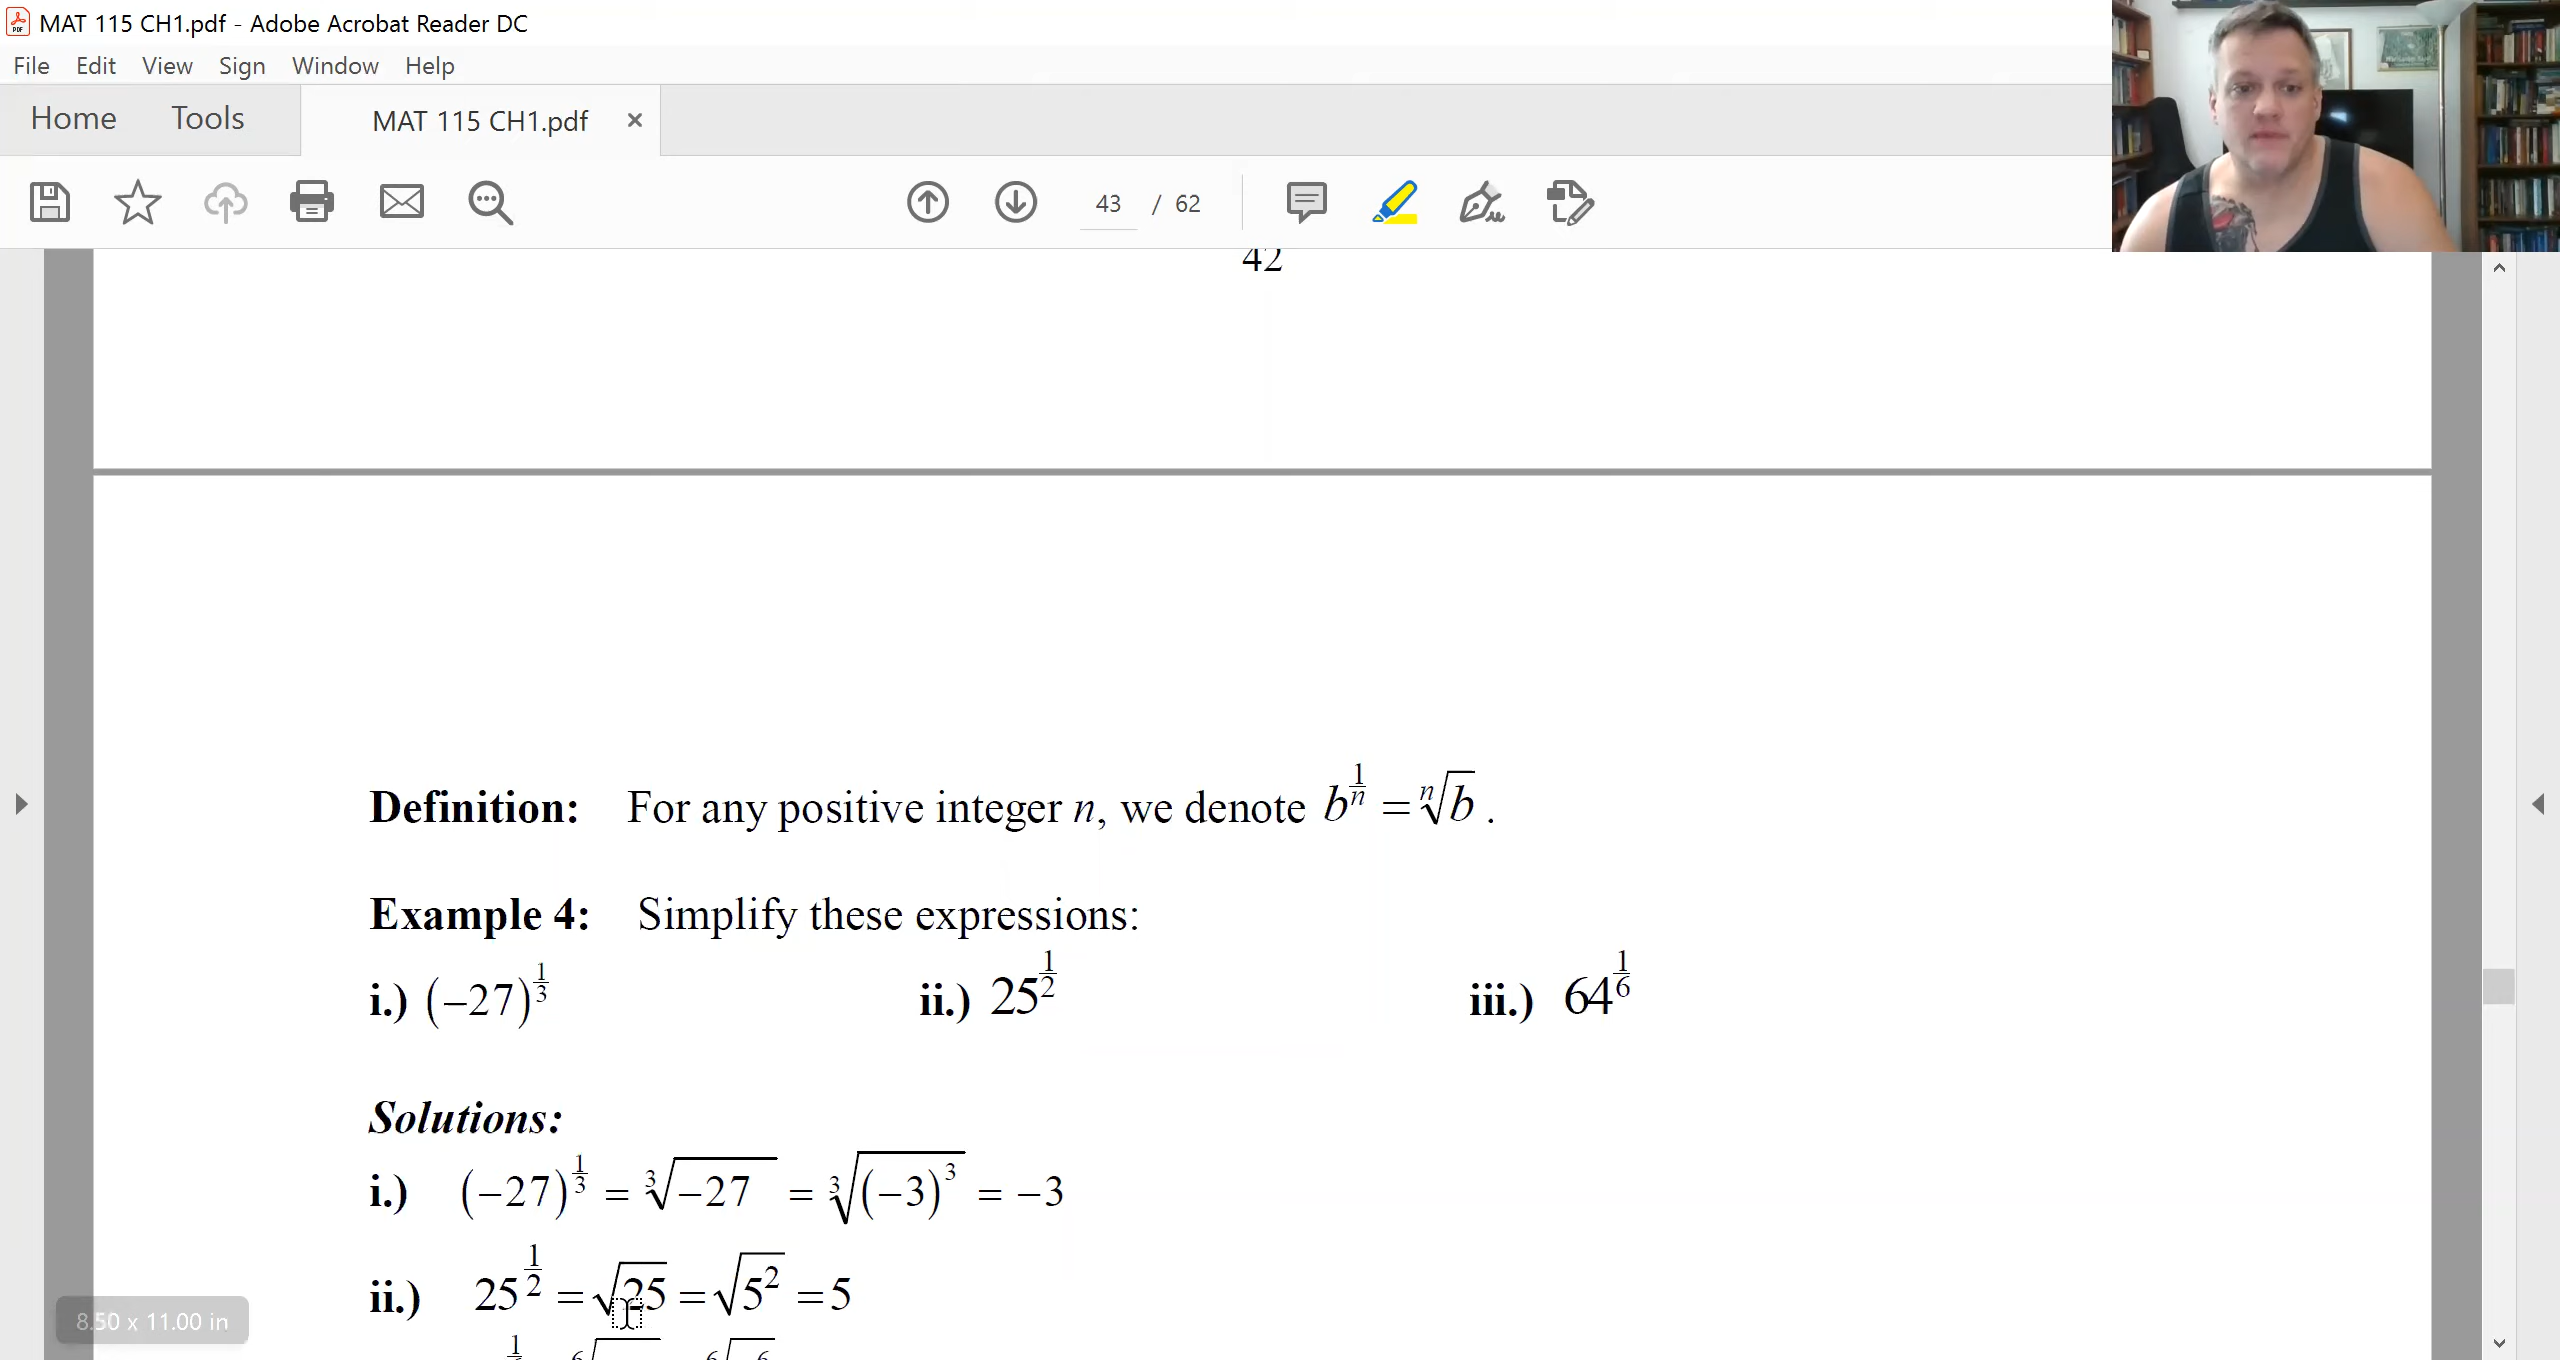 MAT 115 CH1.pdf - Adobe Acrobat Reader DC
File Edit View Sign Window Help
Home Tools MAT 115 CH1.pdf ×
43 / 62
42
Definition: For any positive integer n, we denote b^{1/n} = ⁿ√b .
Example 4: Simplify these expressions:
i.) (−27)^{1/3} ii.) 25^{1/2} iii.) 64^{1/6}
Solutions:
i.) (−27)^{1/3} = ³√−27 = ³√(−3)³ = −3
ii.) 25^{1/2} = √25 = √5² = 5
8.50 x 11.00 in